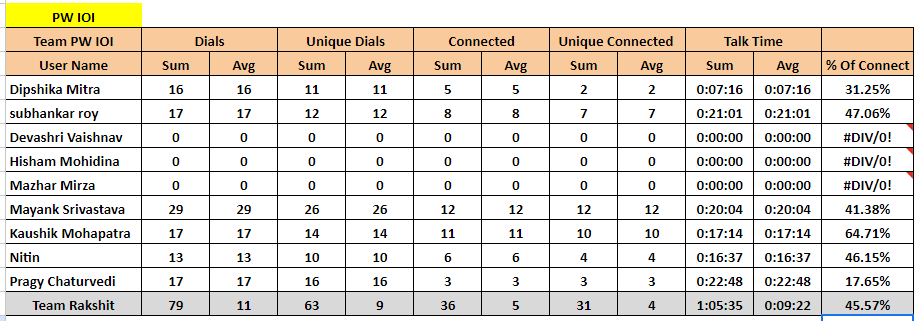 PW IOI
Team PW IOI Dials Unique Dials Connected Unique Connected Talk Time
User Name Sum Avg Sum Avg Sum Avg Sum Avg Sum Avg % Of Connect
Dipshika Mitra 16 16 11 11 5 5 2 2 0:07:16 0:07:16 31.25%
subhankar roy 17 17 12 12 8 8 7 7 0:21:01 0:21:01 47.06%
Devashri Vaishnav 0 0 0 0 0 0 0 0 0:00:00 0:00:00 #DIV/0!
Hisham Mohidina 0 0 0 0 0 0 0 0 0:00:00 0:00:00 #DIV/0!
Mazhar Mirza 0 0 0 0 0 0 0 0 0:00:00 0:00:00 #DIV/0!
Mayank Srivastava 29 29 26 26 12 12 12 12 0:20:04 0:20:04 41.38%
Kaushik Mohapatra 17 17 14 14 11 11 10 10 0:17:14 0:17:14 64.71%
Nitin 13 13 10 10 6 6 4 4 0:16:37 0:16:37 46.15%
Pragy Chaturvedi 17 17 16 16 3 3 3 3 0:22:48 0:22:48 17.65%
Team Rakshit 79 11 63 9 36 5 31 4 1:05:35 0:09:22 45.57%